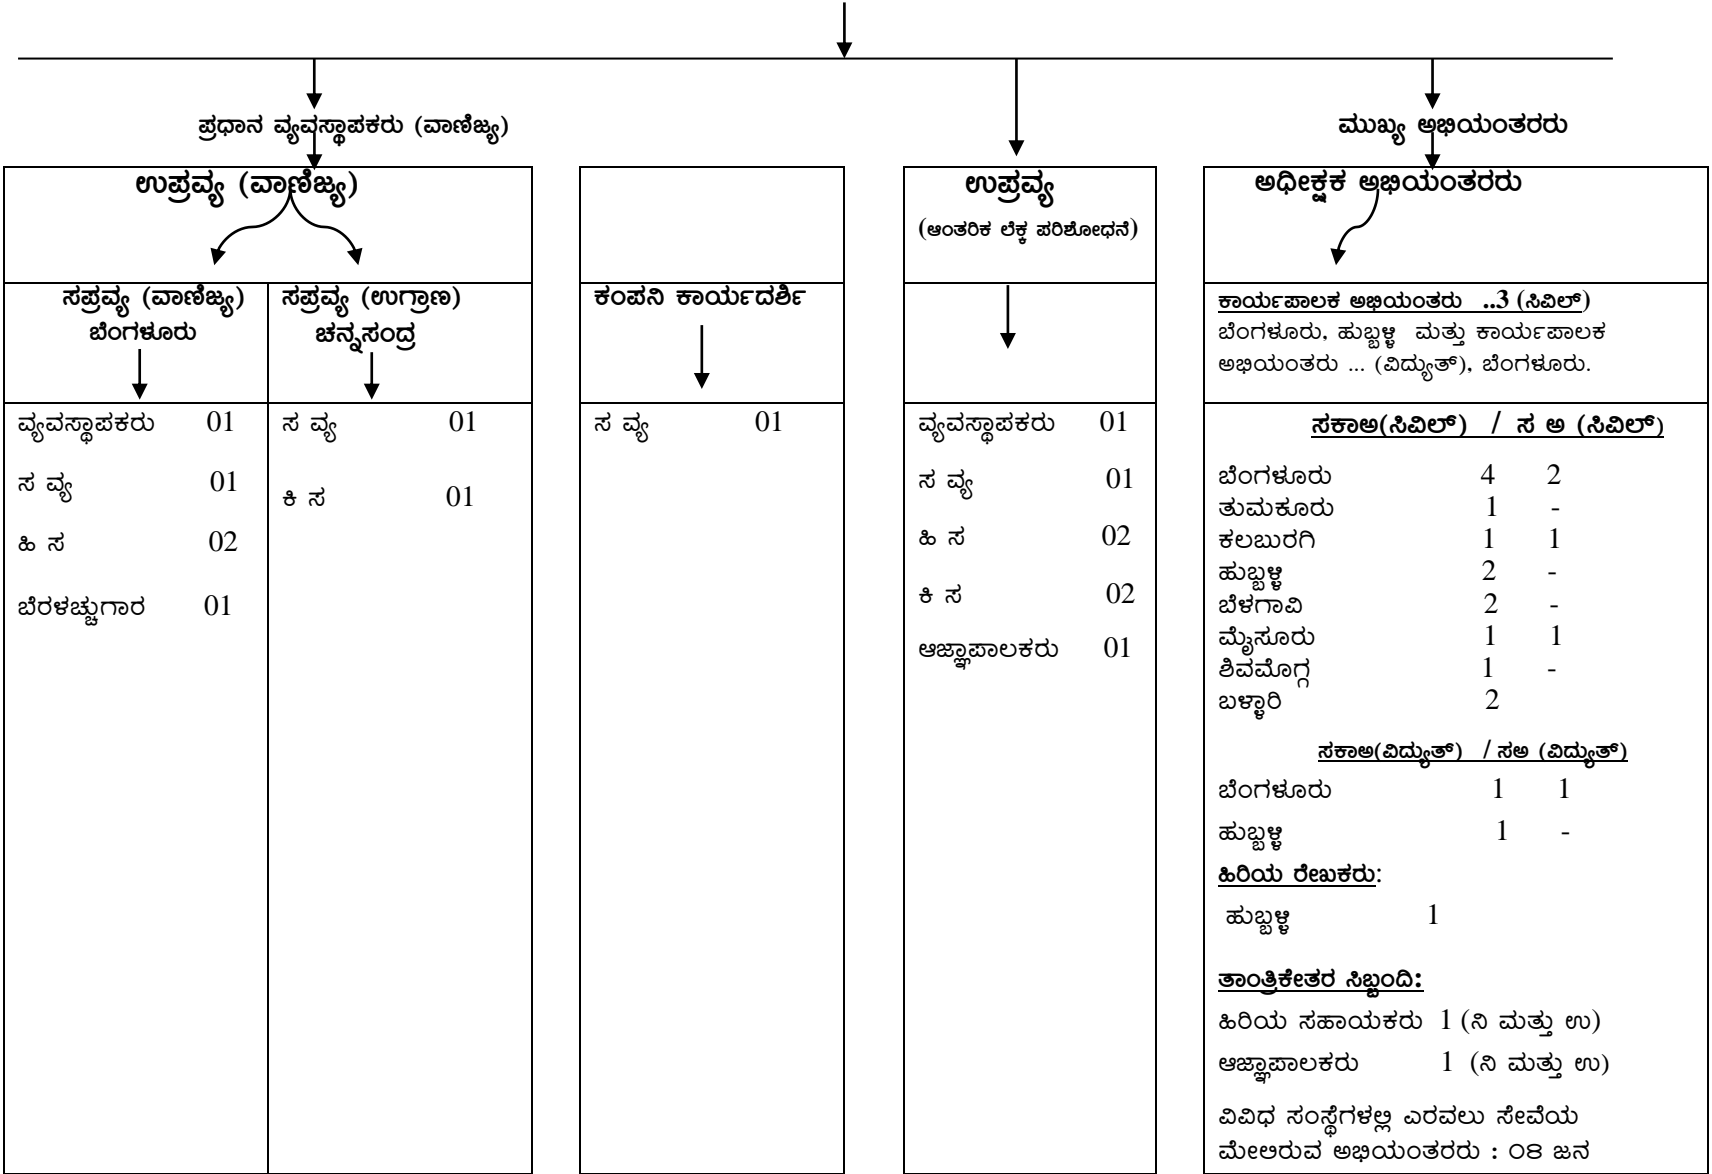 ಪ್ರಧಾನ ವ್ಯವಸ್ಥಾಪಕರು (ವಾಣಿಜ್ಯ)
ಮುಖ್ಯ ಅಭಿಯಂತರರು
ಉಪ್ರವ್ಯ (ವಾಣಿಜ್ಯ)
ಸಪ್ರವ್ಯ (ವಾಣಿಜ್ಯ)
ಬೆಂಗಳೂರು
ವ್ಯವಸ್ಥಾಪಕರು 01
ಸ ವ್ಯ 01
ಹಿ ಸ 02
ಬೆರಳಚ್ಚುಗಾರ 01
ಸಪ್ರವ್ಯ (ಉಗ್ರಾಣ)
ಚನ್ನಸಂದ್ರ
ಸ ವ್ಯ 01
ಕಿ ಸ 01
ಕಂಪನಿ ಕಾರ್ಯದರ್ಶಿ
ಸ ವ್ಯ 01
ಉಪ್ರವ್ಯ
(ಆಂತರಿಕ ಲೆಕ್ಕ ಪರಿಶೋಧನೆ)
ವ್ಯವಸ್ಥಾಪಕರು 01
ಸ ವ್ಯ 01
ಹಿ ಸ 02
ಕಿ ಸ 02
ಆಜ್ಞಾಪಾಲಕರು 01
ಅಧೀಕ್ಷಕ ಅಭಿಯಂತರರು
ಕಾರ್ಯಪಾಲಕ ಅಭಿಯಂತರು ..3 (ಸಿವಿಲ್)
ಬೆಂಗಳೂರು, ಹುಬ್ಬಳ್ಳಿ ಮತ್ತು ಕಾರ್ಯಪಾಲಕ
ಅಭಿಯಂತರು ... (ವಿದ್ಯುತ್), ಬೆಂಗಳೂರು.
ಸಕಾಅ(ಸಿವಿಲ್) / ಸ ಅ (ಸಿವಿಲ್)
ಬೆಂಗಳೂರು 4 2
ತುಮಕೂರು 1 -
ಕಲಬುರಗಿ 1 1
ಹುಬ್ಬಳ್ಳಿ 2 -
ಬೆಳಗಾವಿ 2 -
ಮೈಸೂರು 1 1
ಶಿವಮೊಗ್ಗ 1 -
ಬಳ್ಳಾರಿ 2
ಸಕಾಅ(ವಿದ್ಯುತ್) / ಸಅ (ವಿದ್ಯುತ್)
ಬೆಂಗಳೂರು 1 1
ಹುಬ್ಬಳ್ಳಿ 1 -
ಹಿರಿಯ ರೇಖಕರು:
ಹುಬ್ಬಳ್ಳಿ 1
ತಾಂತ್ರಿಕೇತರ ಸಿಬ್ಬಂದಿ:
ಹಿರಿಯ ಸಹಾಯಕರು 1 (ನಿ ಮತ್ತು ಉ)
ಆಜ್ಞಾಪಾಲಕರು 1 (ನಿ ಮತ್ತು ಉ)
ವಿವಿಧ ಸಂಸ್ಥೆಗಳಲ್ಲಿ ಎರವಲು ಸೇವೆಯ
ಮೇಲಿರುವ ಅಭಿಯಂತರರು : ೦೮ ಜನ